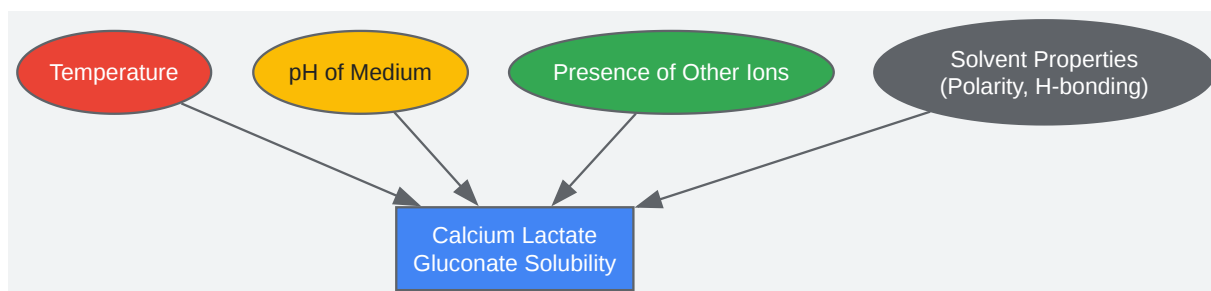 Temperature
pH of Medium
Presence of Other Ions
Solvent Properties
(Polarity, H-bonding)
Calcium Lactate
Gluconate Solubility